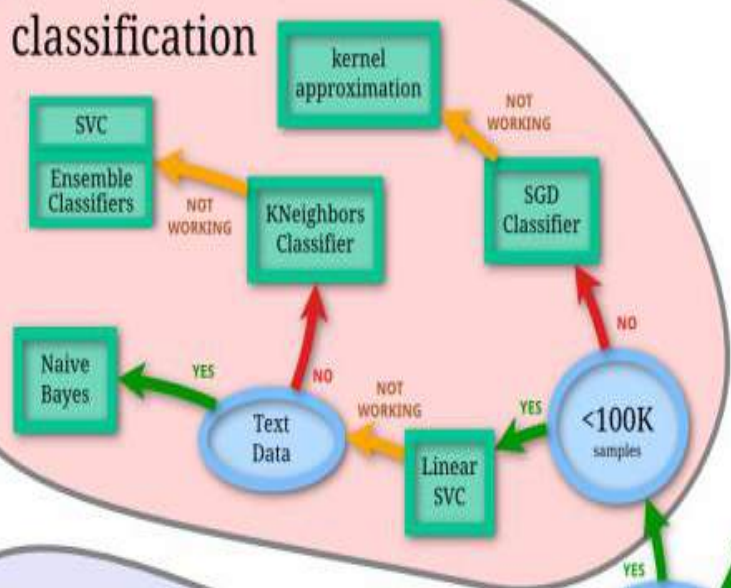 classification
kernel
approximation
NOT
WORKING
SVC
Ensemble
Classifiers
NOT
WORKING
KNeighbors
Classifier
SGD
Classifier
NO
Naive
Bayes
YES
NO
Text
Data
NOT
WORKING
YES
Linear
SVC
<100K
samples
YES